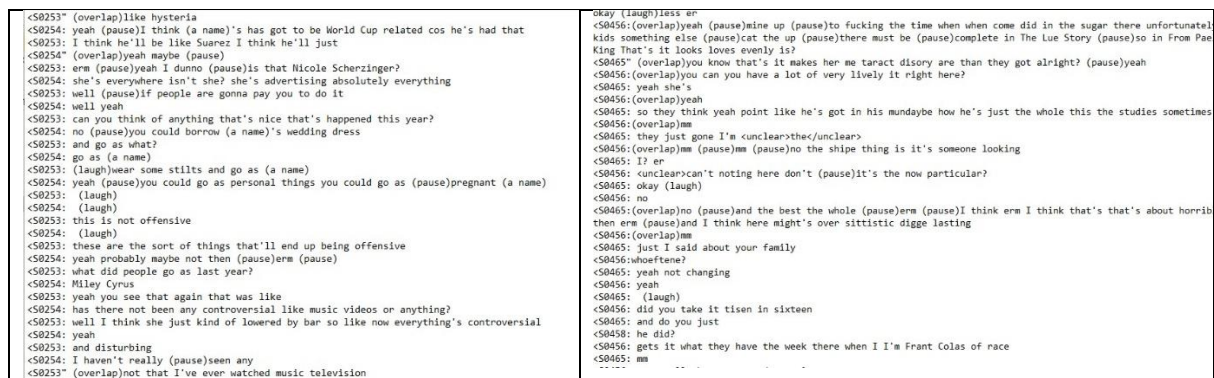 <S0253" (overlap)like hysteria
<S0254: yeah (pause)I think (a name)'s has got to be World Cup related cos he's had that
<S0253: I think he'll be like Suarez I think he'll just
<S0254" (overlap)yeah maybe (pause)
<S0253: erm (pause)yeah I dunno (pause)is that Nicole Scherzinger?
<S0254: she's everywhere isn't she? she's advertising absolutely everything
<S0253: well (pause)if people are gonna pay you to do it
<S0254: well yeah
<S0253: can you think of anything that's nice that's happened this year?
<S0254: no (pause)you could borrow (a name)'s wedding dress
<S0253: and go as what?
<S0254: go as (a name)
<S0253: (laugh)wear some stilts and go as (a name)
<S0254: yeah (pause)you could go as personal things you could go as (pause)pregnant (a name)
<S0253:  (laugh)
<S0254:  (laugh)
<S0253: this is not offensive
<S0254:  (laugh)
<S0253: these are the sort of things that'll end up being offensive
<S0254: yeah probably maybe not then (pause)erm (pause)
<S0253: what did people go as last year?
<S0254: Miley Cyrus
<S0253: yeah you see that again that was like
<S0254: has there not been any controversial like music videos or anything?
<S0253: well I think she just kind of lowered by bar so like now everything's controversial
<S0254: yeah
<S0253: and disturbing
<S0254: I haven't really (pause)seen any
<S0253" (overlap)not that I've ever watched music television
okay (laugh)less er
<S0456:(overlap)yeah (pause)mine up (pause)to fucking the time when when come did in the sugar there unfortunatel
kids something else (pause)cat the up (pause)there must be (pause)complete in The Lue Story (pause)so in From Pae
King That's it looks loves evenly is?
<S0465" (overlap)you know that's it makes her me taract disory are than they got alright? (pause)yeah
<S0456:(overlap)you can you have a lot of very lively it right here?
<S0465: yeah she's
<S0456:(overlap)yeah
<S0465: so they think yeah point like he's got in his mundaybe how he's just the whole this the studies sometimes
<S0456:(overlap)mm
<S0465: they just gone I'm <unclear>the</unclear>
<S0456:(overlap)mm (pause)mm (pause)no the shipe thing is it's someone looking
<S0465: I? er
<S0456: <unclear>can't noting here don't (pause)it's the now particular?
<S0465: okay (laugh)
<S0456: no
<S0465:(overlap)no (pause)and the best the whole (pause)erm (pause)I think erm I think that's that's about horrib
then erm (pause)and I think here might's over sittistic digge lasting
<S0456:(overlap)mm
<S0465: just I said about your family
<S0456:whoeftene?
<S0465: yeah not changing
<S0456: yeah
<S0465:  (laugh)
<S0456: did you take it tisen in sixteen
<S0465: and do you just
<S0458: he did?
<S0456: gets it what they have the week there when I I'm Frant Colas of race
<S0465: mm